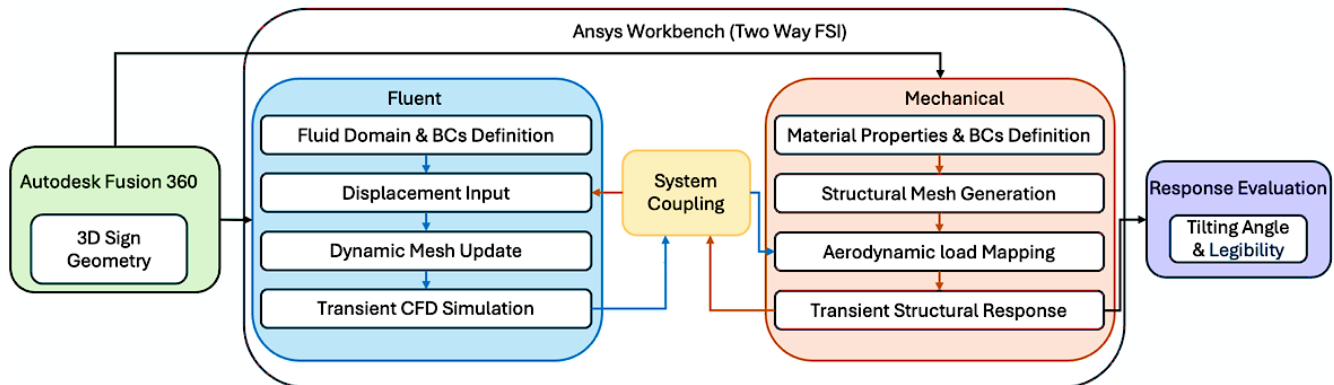 Ansys Workbench (Two Way FSI)
Autodesk Fusion 360
3D Sign
Geometry
Fluent
Fluid Domain & BCs Definition
Displacement Input
Dynamic Mesh Update
Transient CFD Simulation
System
Coupling
Mechanical
Material Properties & BCs Definition
Structural Mesh Generation
Aerodynamic load Mapping
Transient Structural Response
Response Evaluation
Tilting Angle
& Legibility